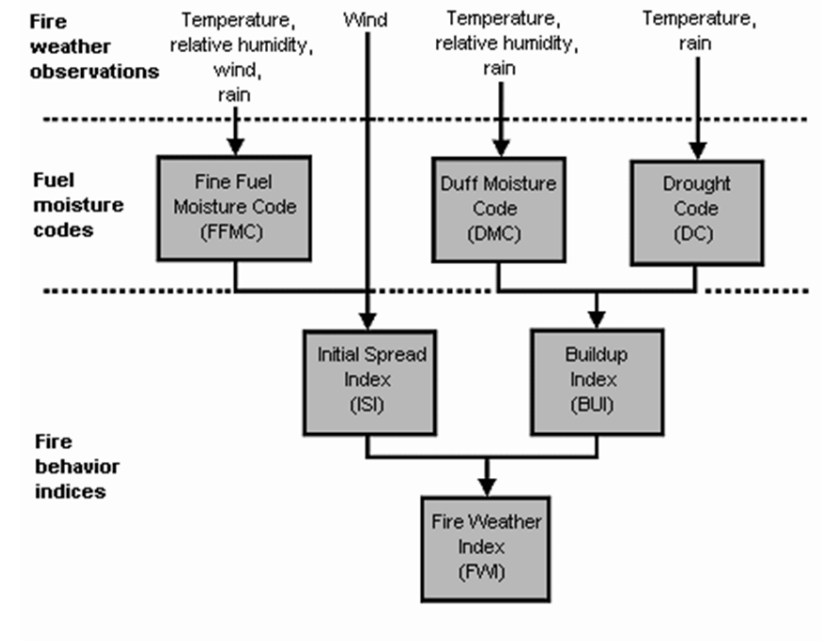 Fire
weather
observations
Temperature,
relative humidity,
wind,
rain
Wind
Temperature,
relative humidity,
rain
Temperature,
rain
Fuel
moisture
codes
Fine Fuel
Moisture Code
(FFMC)
Duff Moisture
Code
(DMC)
Drought
Code
(DC)
Initial Spread
Index
(ISI)
Buildup
Index
(BUI)
Fire
behavior
indices
Fire Weather
Index
(FWI)